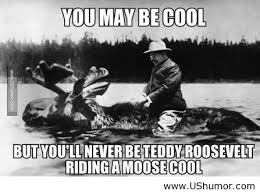 YOU MAY BE COOL
BUT YOU'LL NEVER BE TEDDY ROOSEVELT
RIDING A MOOSE COOL
www.UShumor.com